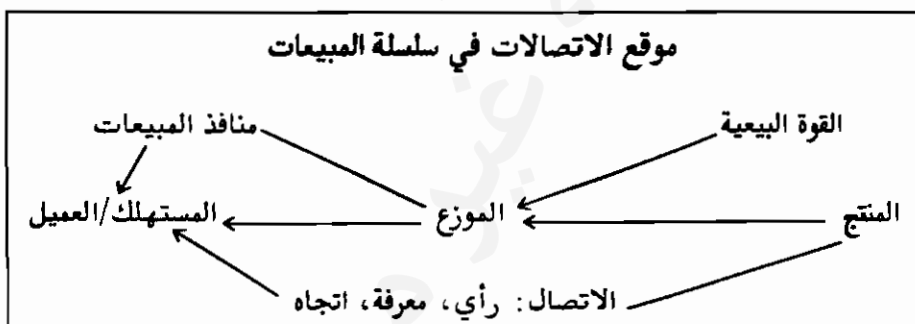 موقع الاتصالات في سلسلة المبيعات
القوة البيعية منافذ المبيعات
المنتج الموزع المستهلك/العميل
الاتصال: رأي، معرفة، اتجاه